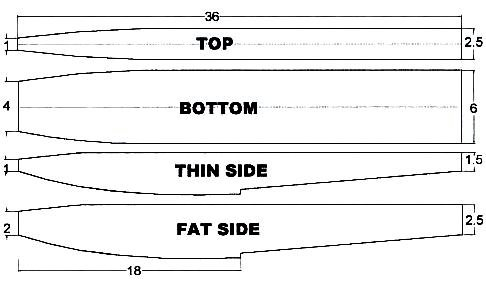 36
1 TOP 2.5
4 BOTTOM 6
1 THIN SIDE 1.5
2 FAT SIDE 2.5
18